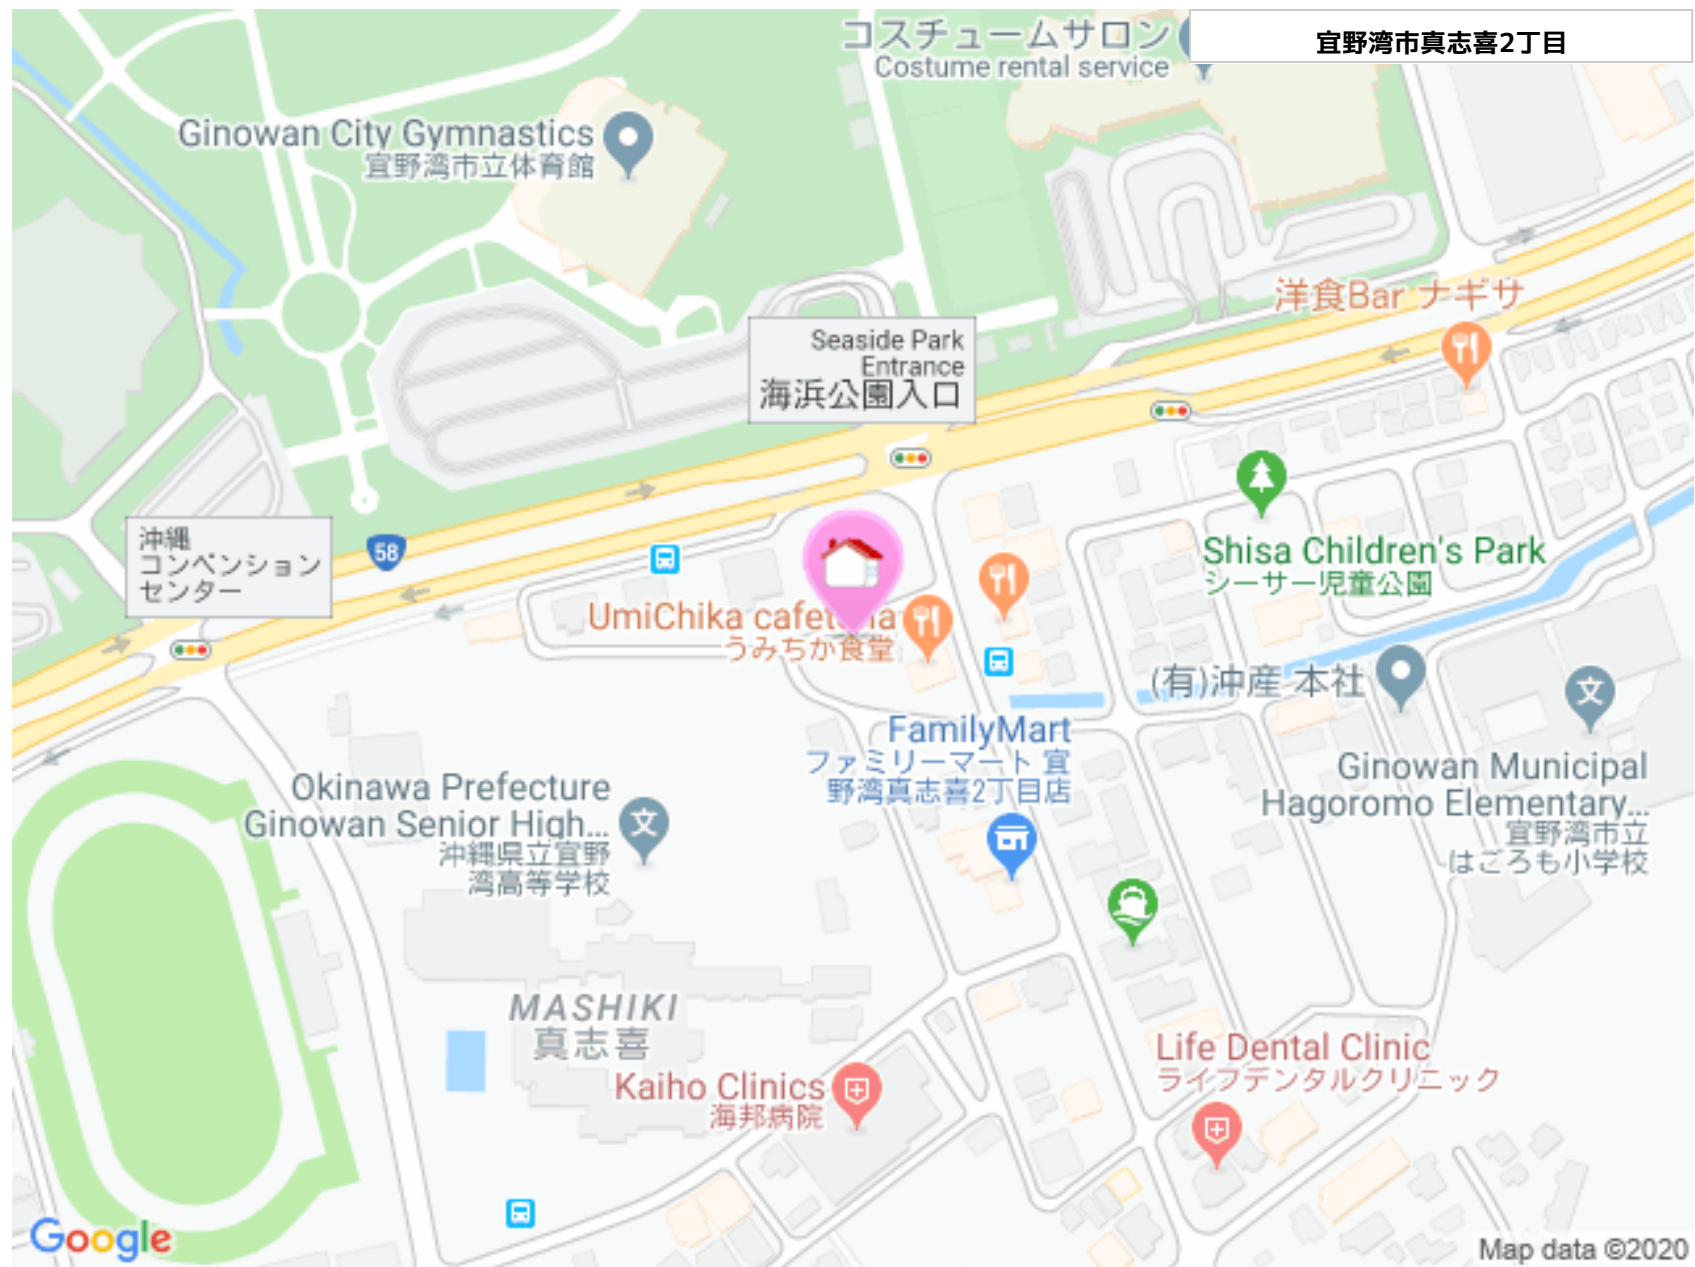 宜野湾市真志喜2丁目
コスチュームサロン
Costume rental service
Ginowan City Gymnastics
宜野湾市立体育館
洋食Bar ナギサ
Seaside Park
Entrance
海浜公園入口
沖縄
コンベンション
センター
58
Shisa Children's Park
シーサー児童公園
UmiChika cafet
a
うみちか食堂
(有)沖産 本社
FamilyMart
ファミリーマート 宜
野湾真志喜2丁目店
文
Ginowan Municipal
Hagoromo Elementary...
宜野湾市立
はごろも小学校
Okinawa Prefecture
Ginowan Senior High...
沖縄県立宜野
湾高等学校
文
MASHIKI
真志喜
Kaiho Clinics
海邦病院
Life Dental Clinic
ライフデンタルクリニック
Google
Map data ©2020